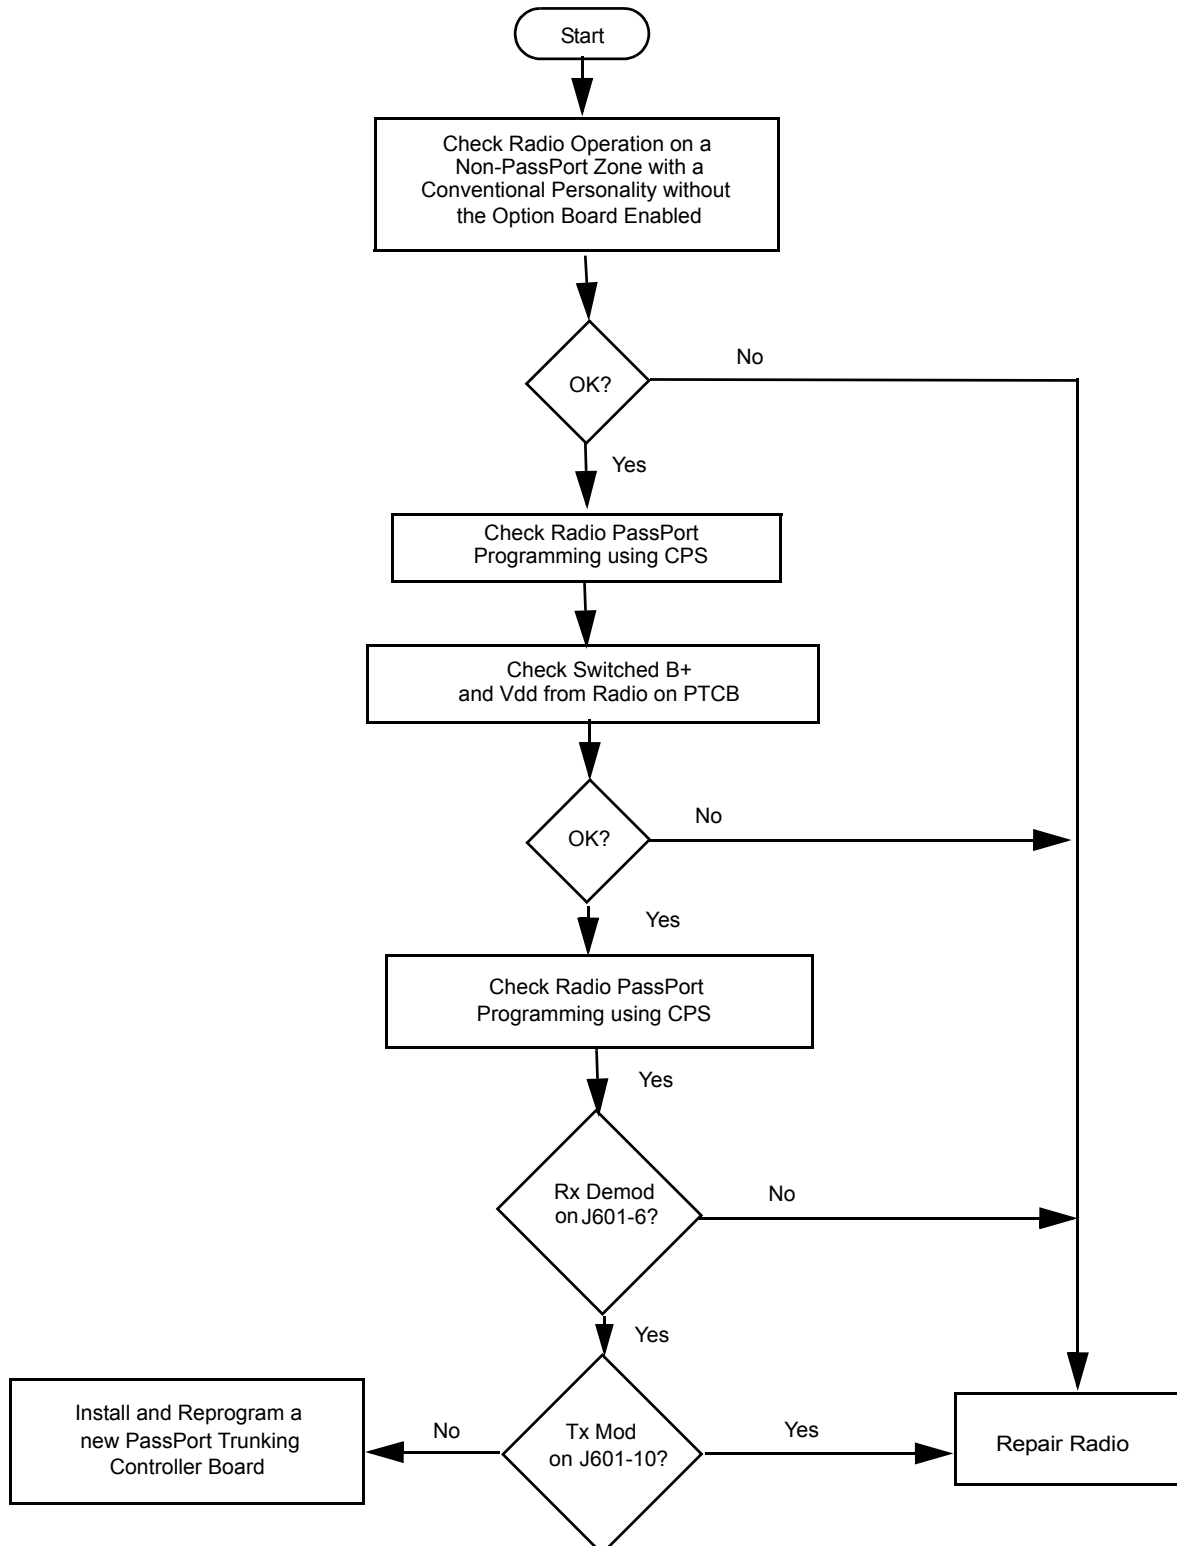 Start
Check Radio Operation on a
Non-PassPort Zone with a
Conventional Personality without
the Option Board Enabled
OK?
No
Yes
Check Radio PassPort
Programming using CPS
Check Switched B+
and Vdd from Radio on PTCB
OK?
No
Yes
Check Radio PassPort
Programming using CPS
Yes
Rx Demod
on J601-6?
No
Yes
Tx Mod
on J601-10?
No
Yes
Install and Reprogram a
new PassPort Trunking
Controller Board
Repair Radio